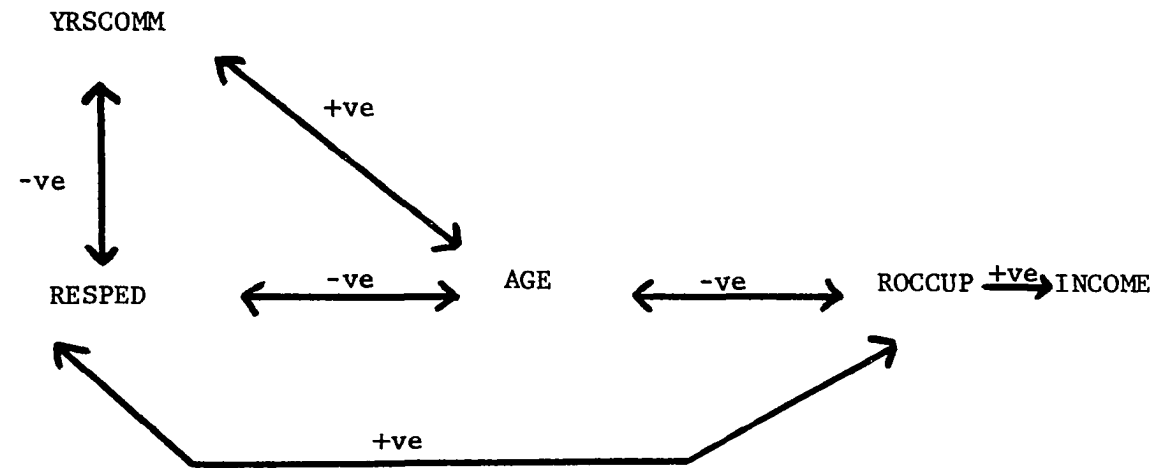 YRSCOMM
+ve
-ve
RESPED
-ve
AGE
-ve
ROCCUP
+ve
INCOME
+ve